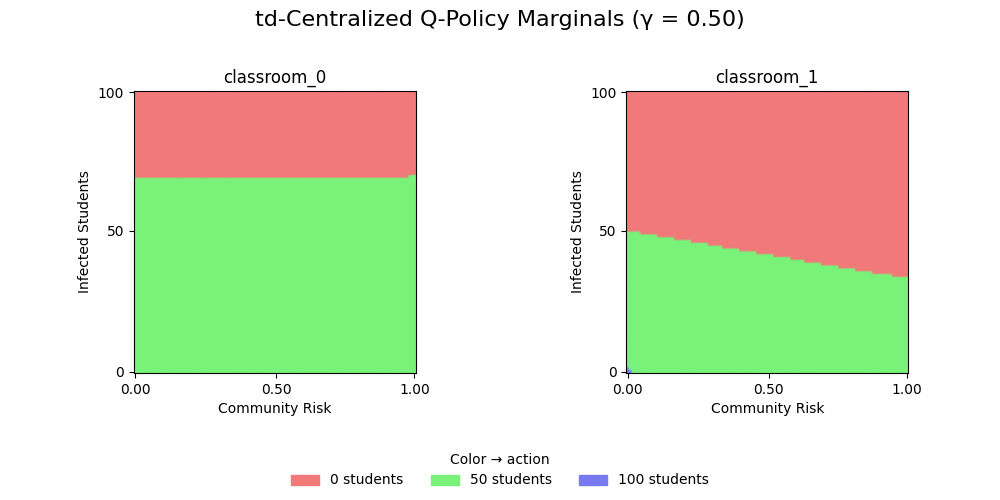 td-Centralized Q-Policy Marginals (γ = 0.50)
classroom_0
classroom_1
100
50
0
Infected Students
0.00 0.50 1.00
Community Risk
100
50
0
Infected Students
0.00 0.50 1.00
Community Risk
Color → action
0 students 50 students 100 students